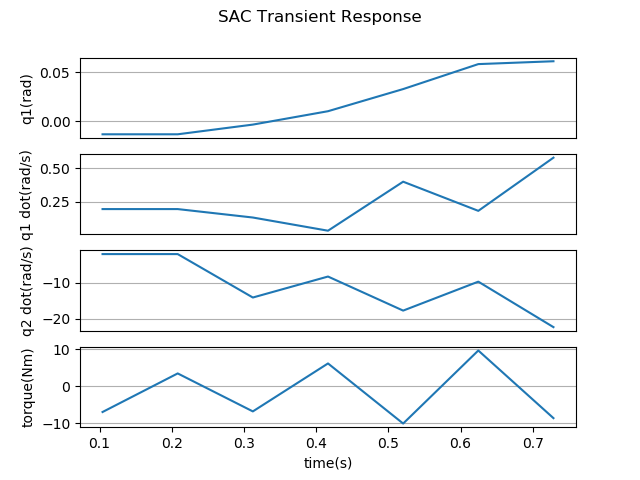 SAC Transient Response
q1(rad)
0.05
0.00
q1 dot(rad/s)
0.50
0.25
q2 dot(rad/s)
−10
−20
torque(Nm)
10
0
−10
0.1 0.2 0.3 0.4 0.5 0.6 0.7
time(s)